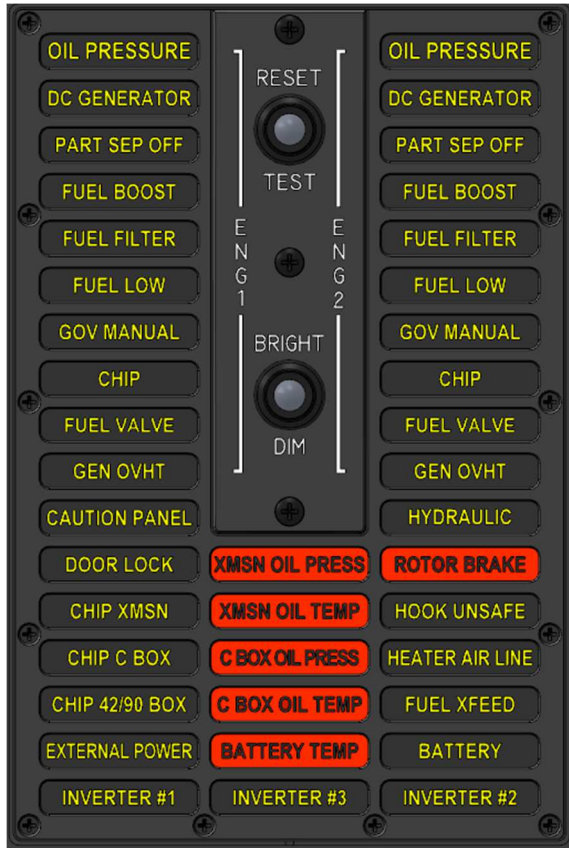 OIL PRESSURE
DC GENERATOR
PART SEP OFF
FUEL BOOST
FUEL FILTER
FUEL LOW
GOV MANUAL
CHIP
FUEL VALVE
GEN OVHT
CAUTION PANEL
RESET
TEST
ENG1
ENG2
BRIGHT
DIM
OIL PRESSURE
DC GENERATOR
PART SEP OFF
FUEL BOOST
FUEL FILTER
FUEL LOW
GOV MANUAL
CHIP
FUEL VALVE
GEN OVHT
HYDRAULIC
DOOR LOCK
XMSN OIL PRESS
ROTOR BRAKE
CHIP XMSN
XMSN OIL TEMP
HOOK UNSAFE
CHIP C BOX
C BOX OIL PRESS
HEATER AIR LINE
CHIP 42/90 BOX
C BOX OIL TEMP
FUEL XFEED
EXTERNAL POWER
BATTERY TEMP
BATTERY
INVERTER #1
INVERTER #3
INVERTER #2